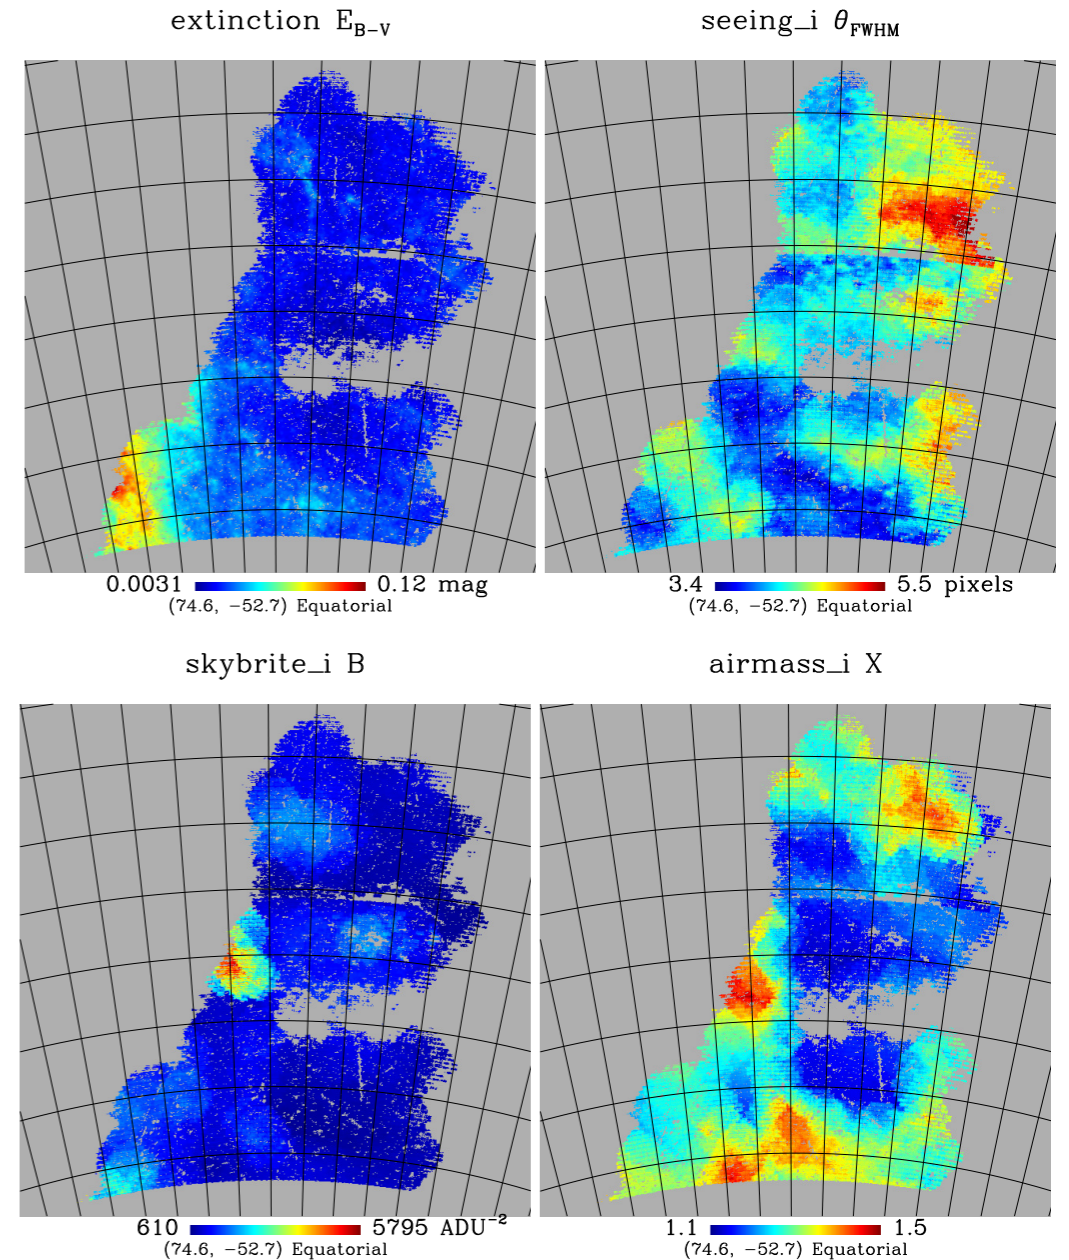 extinction E_B−V
seeing_i θ_FWHM
0.0031 0.12 mag
(74.6, −52.7) Equatorial
3.4 5.5 pixels
(74.6, −52.7) Equatorial
skybrite_i B
airmass_i X
610 5795 ADU⁻²
(74.6, −52.7) Equatorial
1.1 1.5
(74.6, −52.7) Equatorial